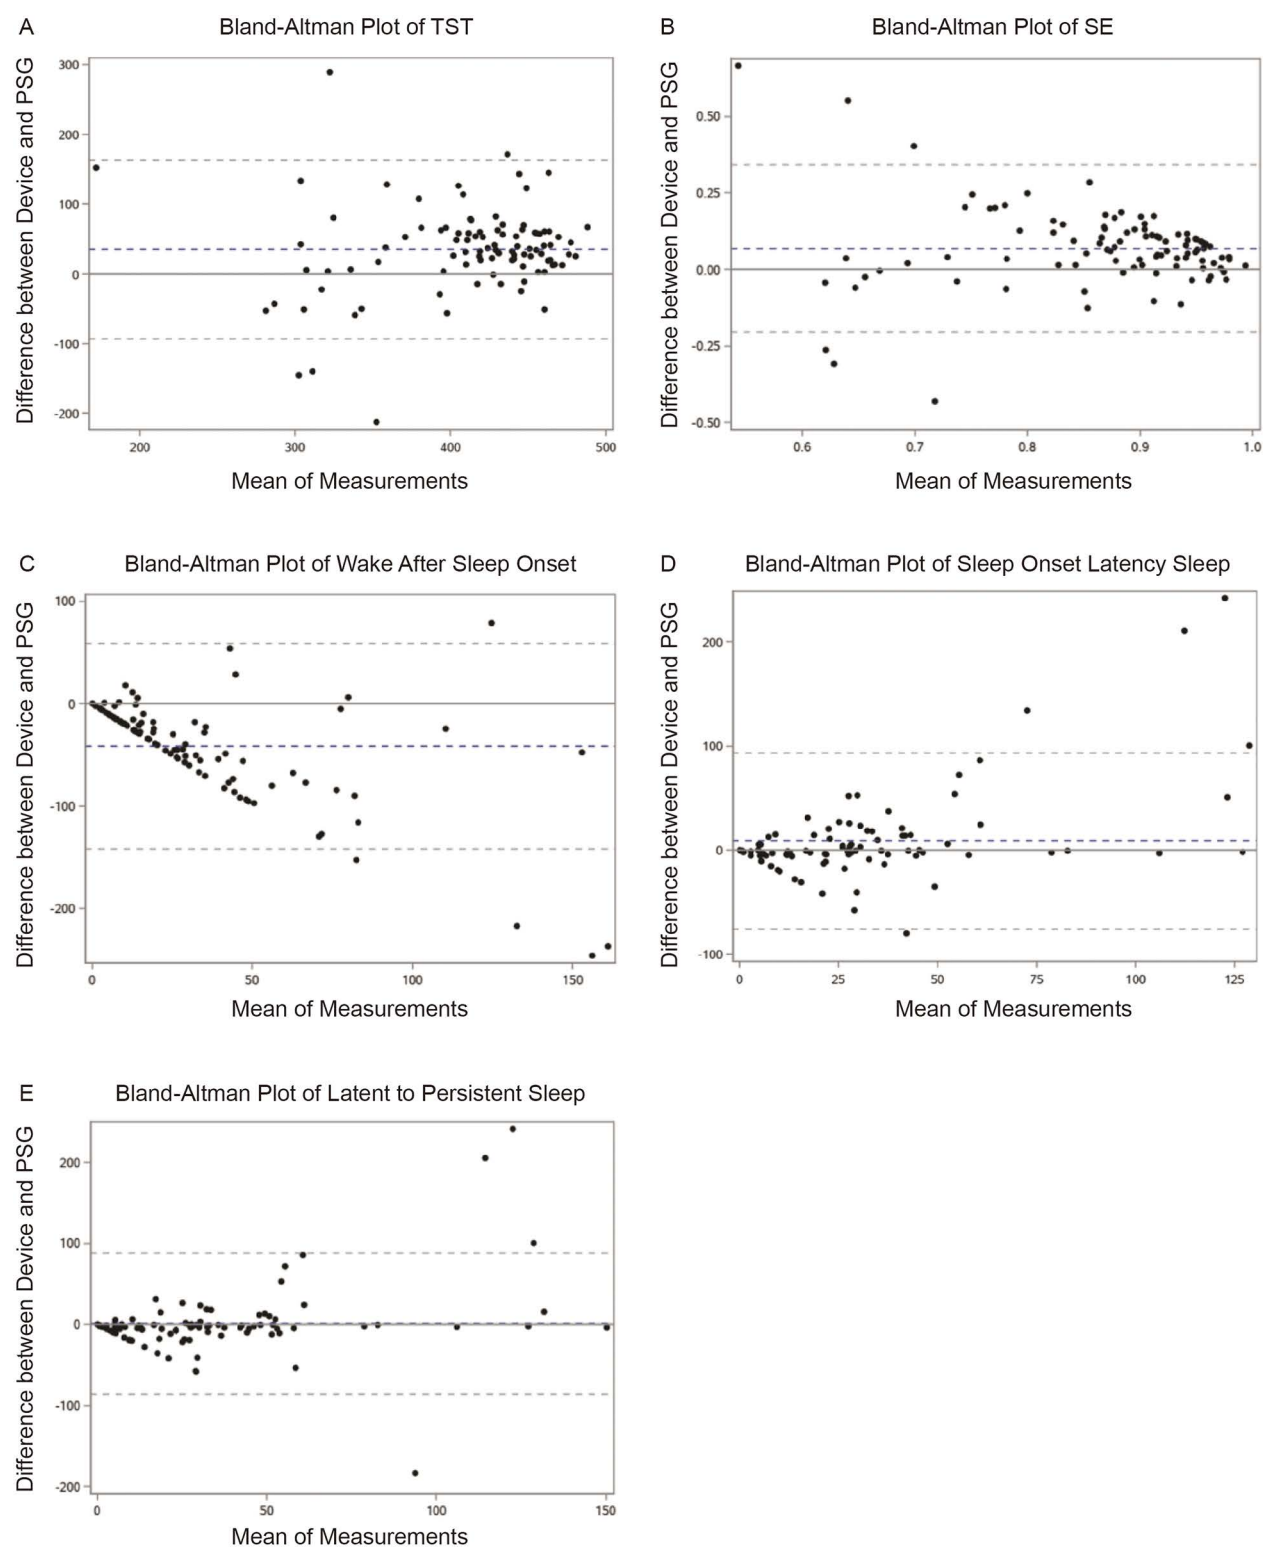 A
Bland-Altman Plot of TST
Difference between Device and PSG
300
200
100
0
-100
-200
200 300 400 500
Mean of Measurements
B
Bland-Altman Plot of SE
Difference between Device and PSG
0.50
0.25
0.00
-0.25
-0.50
0.6 0.7 0.8 0.9 1.0
Mean of Measurements
C
Bland-Altman Plot of Wake After Sleep Onset
Difference between Device and PSG
100
0
-100
-200
0 50 100 150
Mean of Measurements
D
Bland-Altman Plot of Sleep Onset Latency Sleep
Difference between Device and PSG
200
100
0
-100
0 25 50 75 100 125
Mean of Measurements
E
Bland-Altman Plot of Latent to Persistent Sleep
Difference between Device and PSG
200
100
0
-100
-200
0 50 100 150
Mean of Measurements